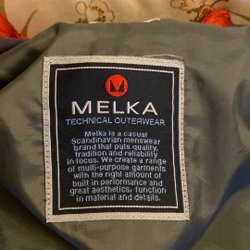 MELKA
TECHNICAL OUTERWEAR
Melka is a casual
Scandinavian menswear
brand that puts quality,
tradition and reliability
in focus. We create a range
of multi-purpose garments
with the right amount of
built in performance and
great aesthetics, function
in material and details.